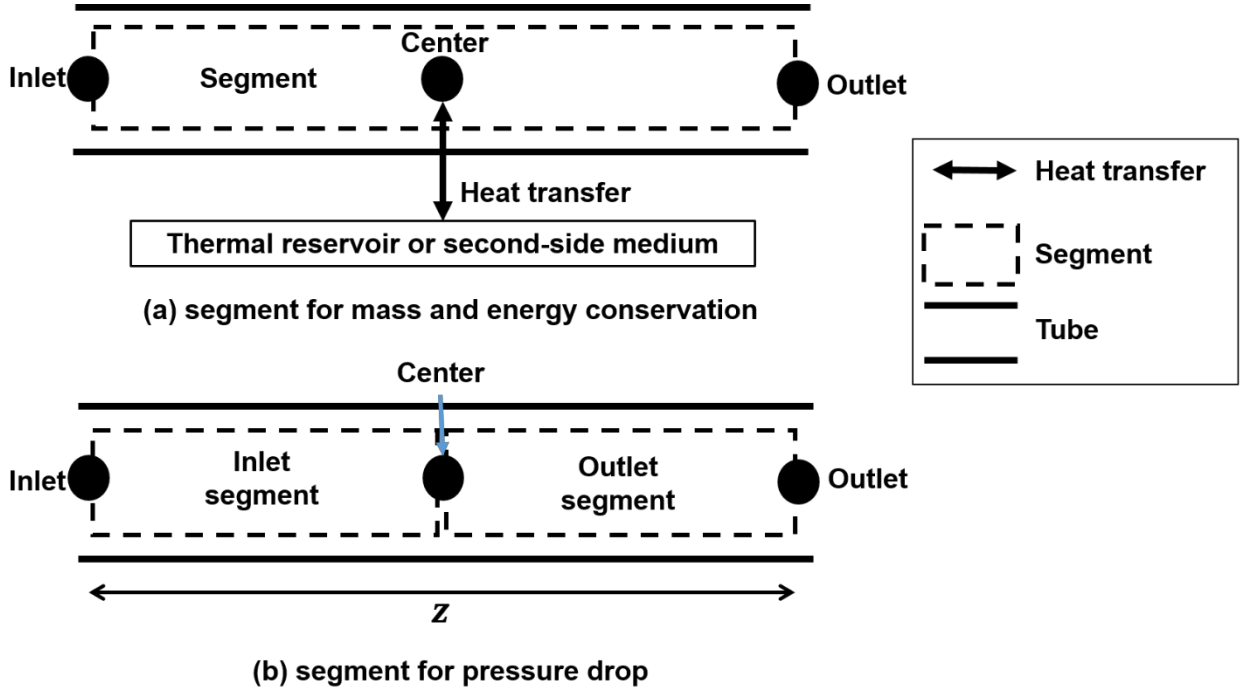 Center
Inlet
Segment
Outlet
Heat transfer
Thermal reservoir or second-side medium
(a) segment for mass and energy conservation
Heat transfer
Segment
Tube
Center
Inlet
Inlet
segment
Outlet
segment
Outlet
z
(b) segment for pressure drop